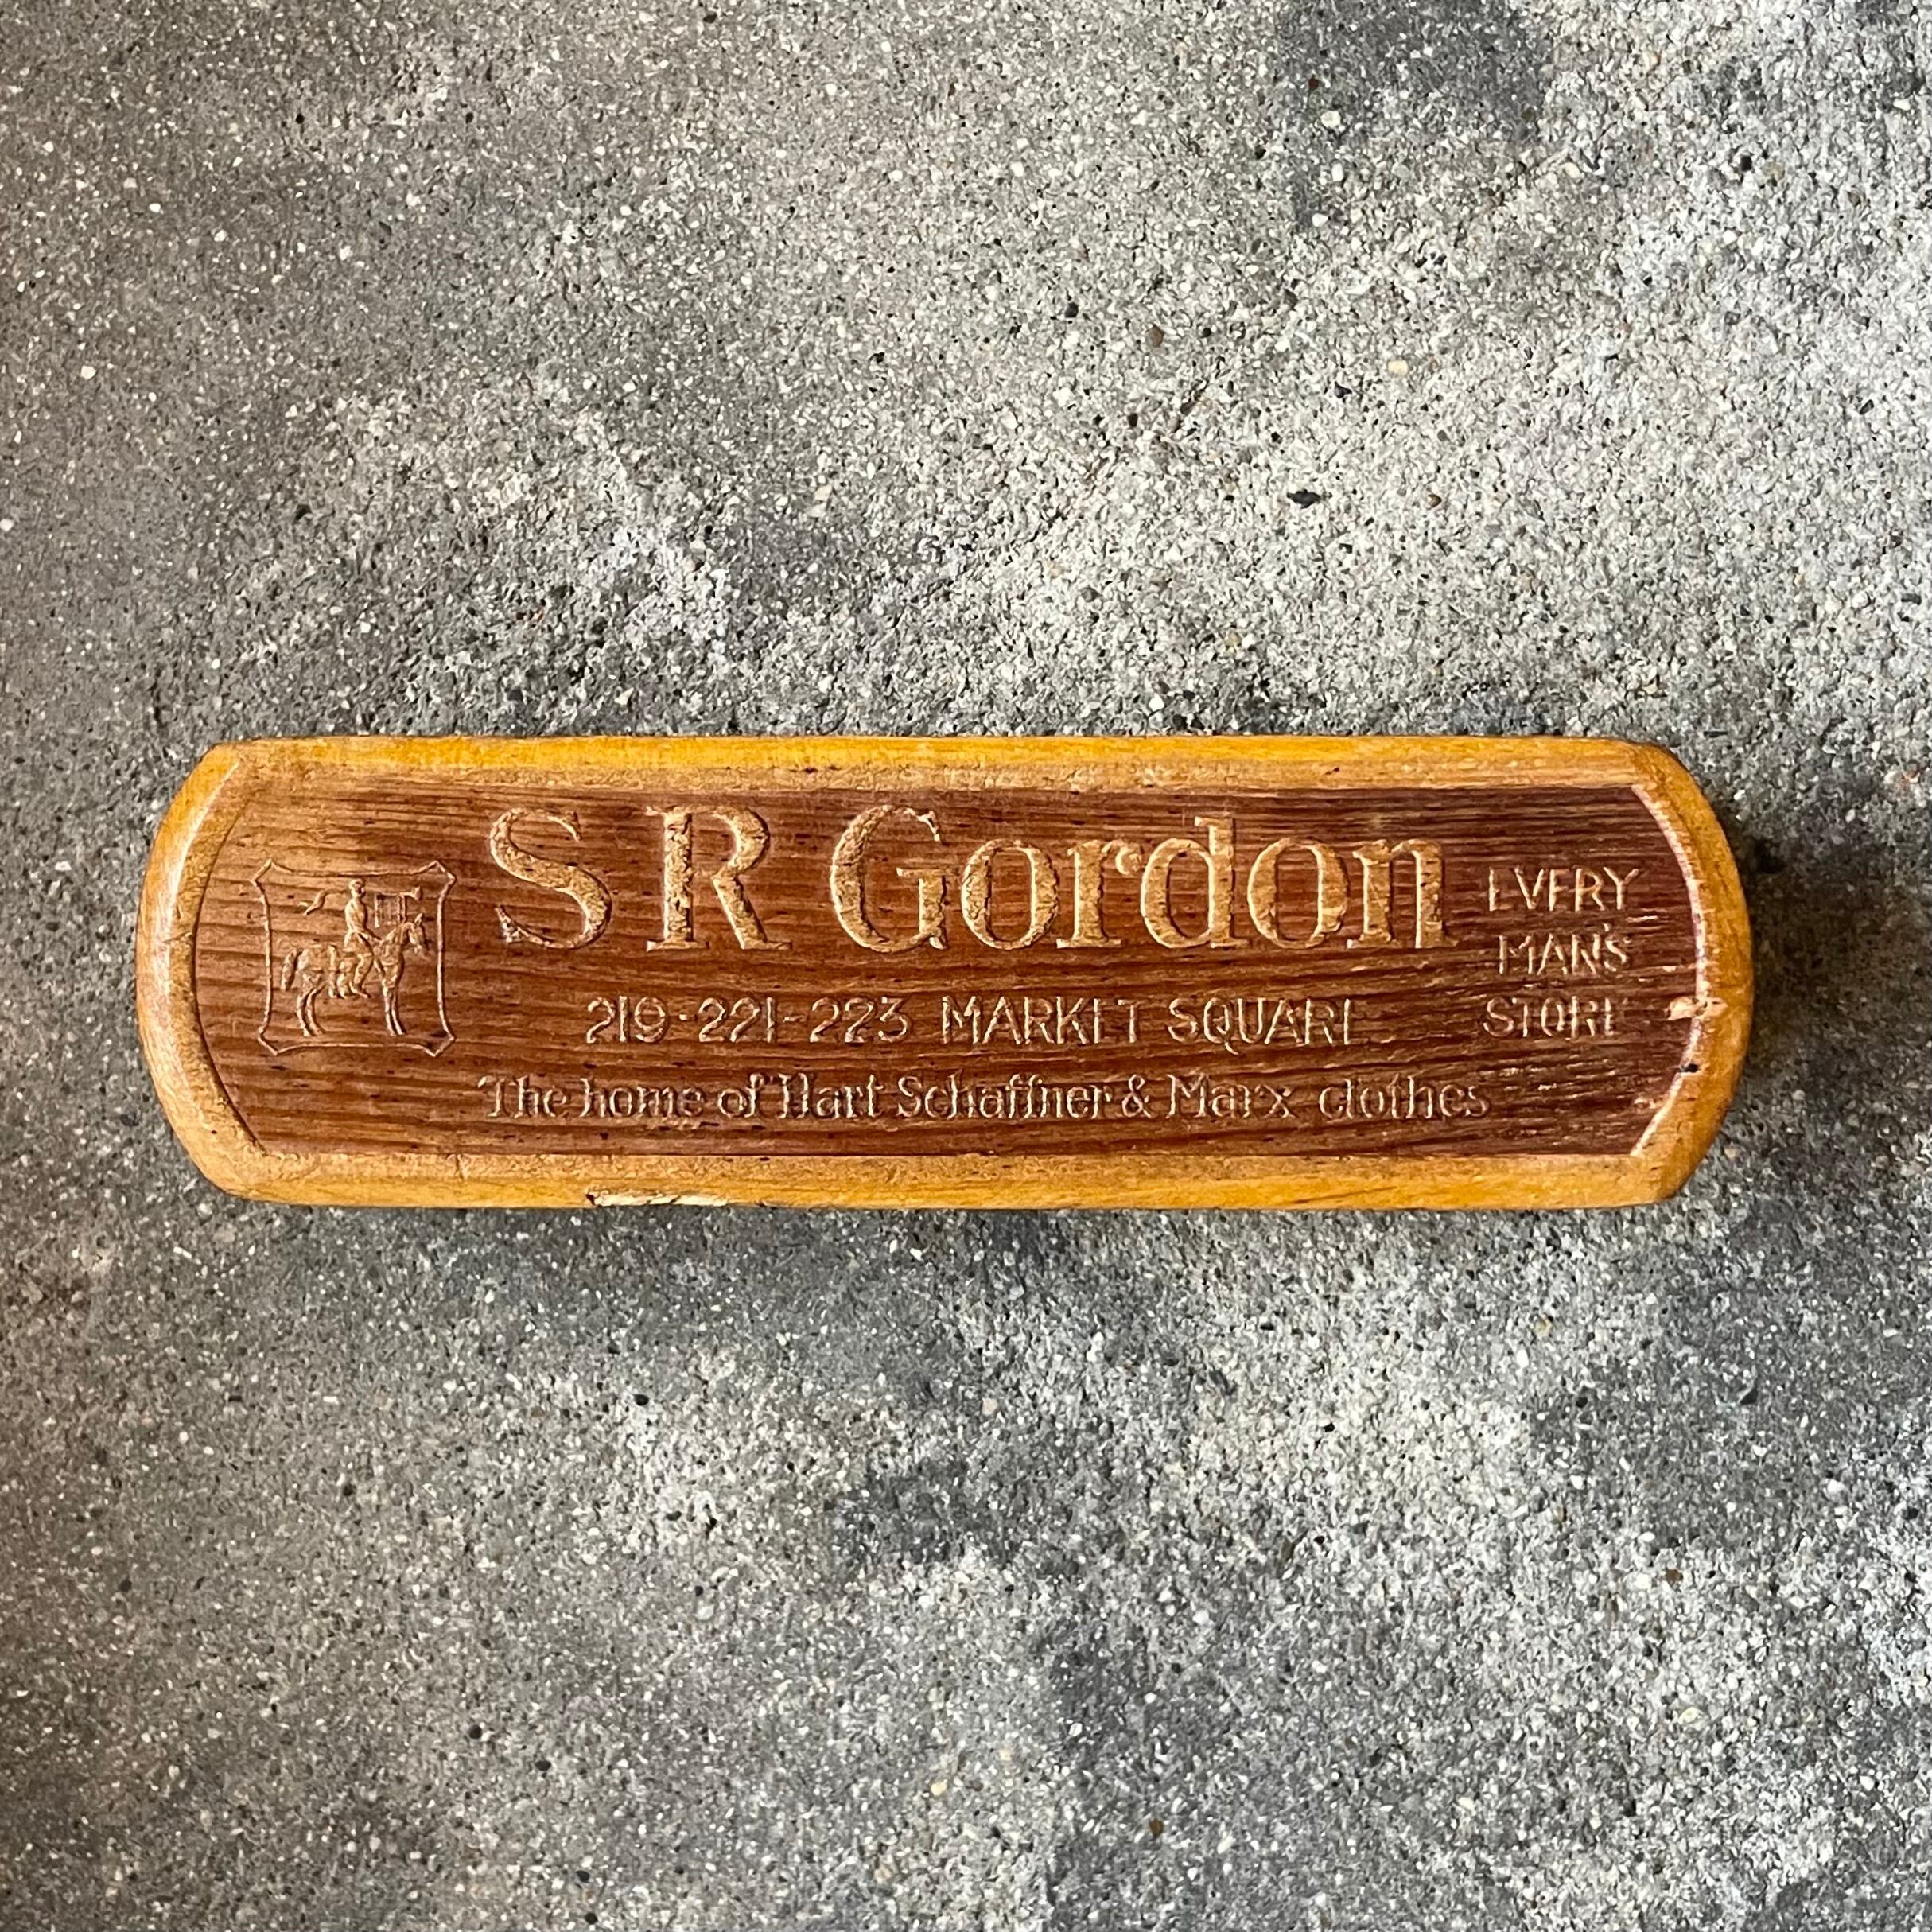 S R Gordon
EVERY
MAN'S
STORE
219-221-223 MARKET SQUARE
The home of Hart Schaffner & Marx clothes